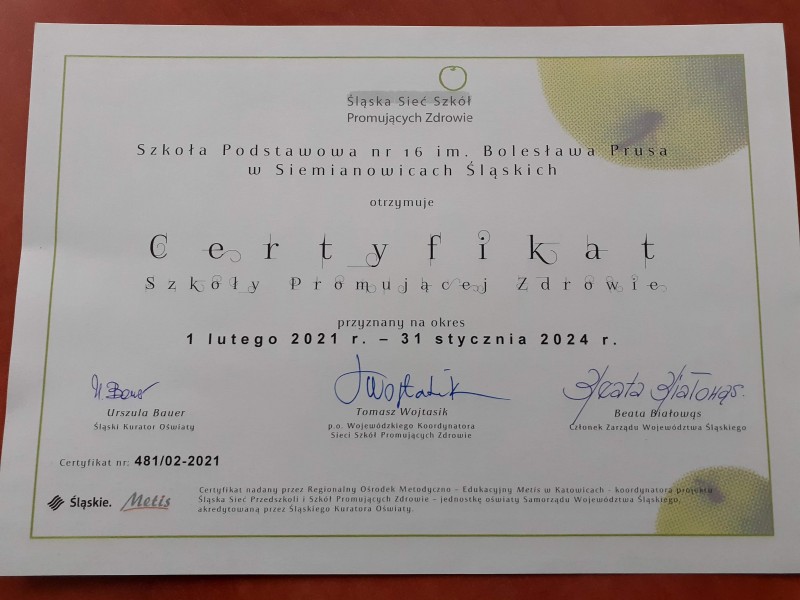 Śląska Sieć Szkół
Promujących Zdrowie
Szkoła Podstawowa nr 16 im. Bolesława Prusa
w Siemianowicach Śląskich
otrzymuje
Certyfikat
Szkoły Promującej Zdrowie
przyznany na okres
1 lutego 2021 r. – 31 stycznia 2024 r.
U Bauer
JWojtasik
Beata Białowąs.
Urszula Bauer
Tomasz Wojtasik
Beata Białowąs
Śląski Kurator Oświaty
p.o. Wojewódzkiego Koordynatora
Sieci Szkół Promujących Zdrowie
Członek Zarządu Województwa Śląskiego
Certyfikat nr: 481/02-2021
Śląskie.
Metis
Certyfikat nadany przez Regionalny Ośrodek Metodyczno – Edukacyjny Metis w Katowicach - koordynatora projektu
Śląska Sieć Przedszkoli i Szkół Promujących Zdrowie – jednostkę oświaty Samorządu Województwa Śląskiego,
akredytowaną przez Śląskiego Kuratora Oświaty.